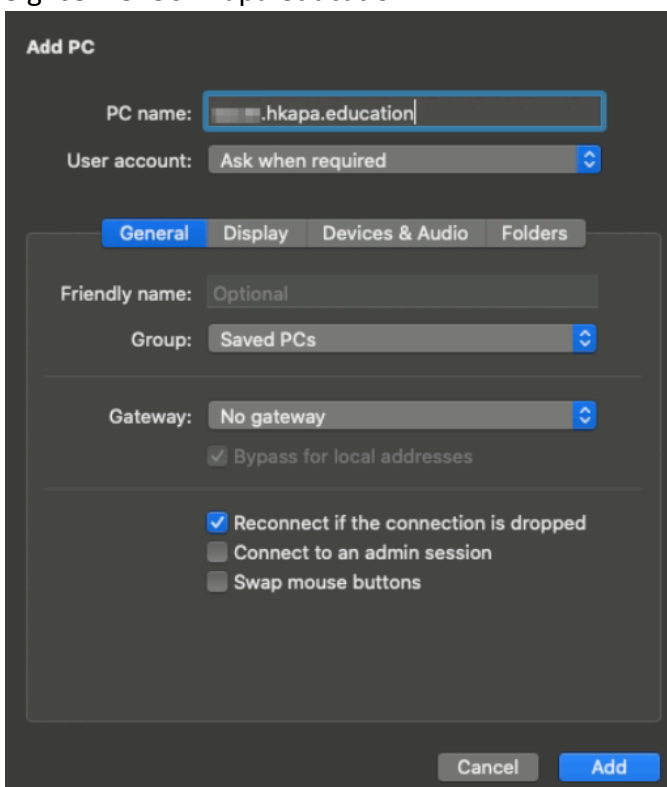 Add PC
PC name: .hkapa.education
User account: Ask when required
General Display Devices & Audio Folders
Friendly name: Optional
Group: Saved PCs
Gateway: No gateway
Bypass for local addresses
Reconnect if the connection is dropped
Connect to an admin session
Swap mouse buttons
Cancel Add